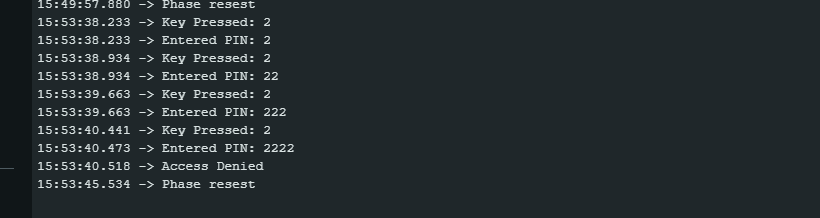 15:49:57.880 -> Phase resest
15:53:38.233 -> Key Pressed: 2
15:53:38.233 -> Entered PIN: 2
15:53:38.934 -> Key Pressed: 2
15:53:38.934 -> Entered PIN: 22
15:53:39.663 -> Key Pressed: 2
15:53:39.663 -> Entered PIN: 222
15:53:40.441 -> Key Pressed: 2
15:53:40.473 -> Entered PIN: 2222
15:53:40.518 -> Access Denied
15:53:45.534 -> Phase resest